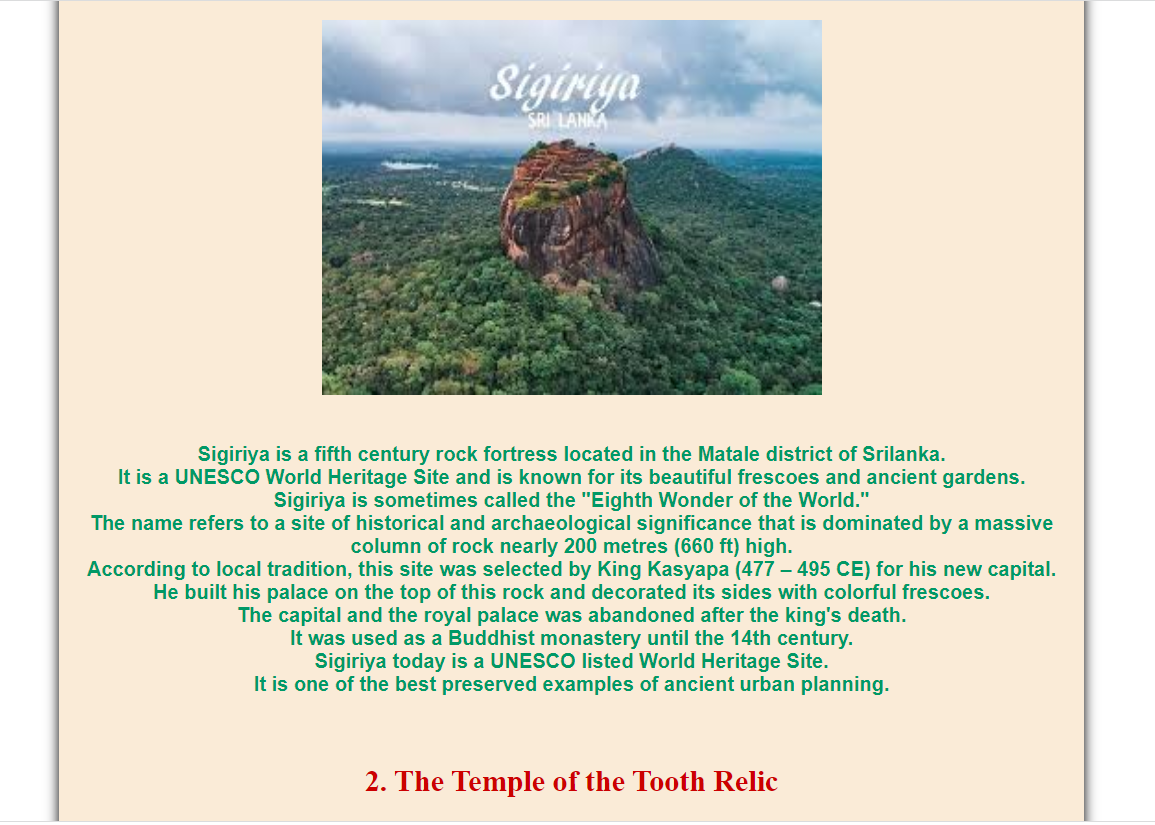 Sigiriya
SRI LANKA
Sigiriya is a fifth century rock fortress located in the Matale district of Srilanka.
It is a UNESCO World Heritage Site and is known for its beautiful frescoes and ancient gardens.
Sigiriya is sometimes called the "Eighth Wonder of the World."
The name refers to a site of historical and archaeological significance that is dominated by a massive
column of rock nearly 200 metres (660 ft) high.
According to local tradition, this site was selected by King Kasyapa (477 – 495 CE) for his new capital.
He built his palace on the top of this rock and decorated its sides with colorful frescoes.
The capital and the royal palace was abandoned after the king's death.
It was used as a Buddhist monastery until the 14th century.
Sigiriya today is a UNESCO listed World Heritage Site.
It is one of the best preserved examples of ancient urban planning.
2. The Temple of the Tooth Relic